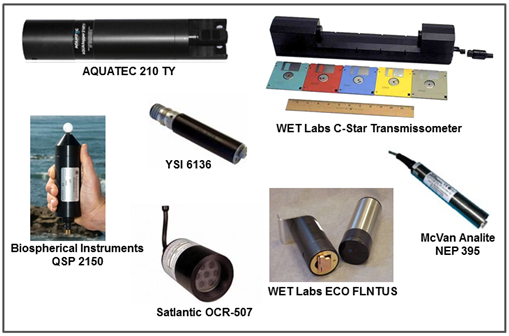 AQUATEC 210 TY
WET Labs C-Star Transmissometer
YSI 6136
Biospherical Instruments
QSP 2150
McVan Analite
NEP 395
Satlantic OCR-507
WET Labs ECO FLNTUS